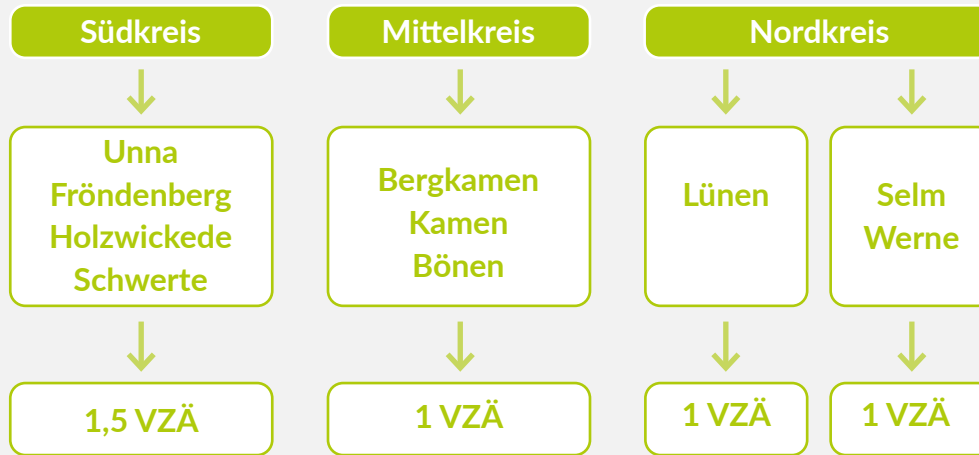 Südkreis
Mittelkreis
Nordkreis
Unna
Fröndenberg
Holzwickede
Schwerte
Bergkamen
Kamen
Bönen
Lünen
Selm
Werne
1,5 VZÄ
1 VZÄ
1 VZÄ
1 VZÄ